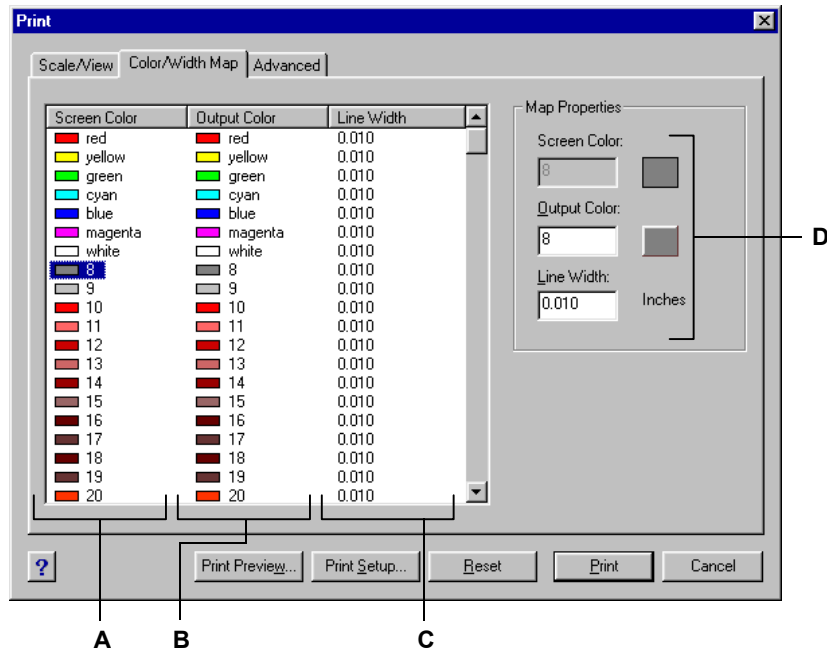 Print
Scale/View Color/Width Map Advanced
Screen Color Output Color Line Width
red red 0.010
yellow yellow 0.010
green green 0.010
cyan cyan 0.010
blue blue 0.010
magenta magenta 0.010
white white 0.010
8 8 0.010
9 9 0.010
10 10 0.010
11 11 0.010
12 12 0.010
13 13 0.010
14 14 0.010
15 15 0.010
16 16 0.010
17 17 0.010
18 18 0.010
19 19 0.010
20 20 0.010
Map Properties
Screen Color:
8
Output Color:
8
Line Width:
0.010 Inches
D
? Print Preview... Print Setup... Reset Print Cancel
A B C